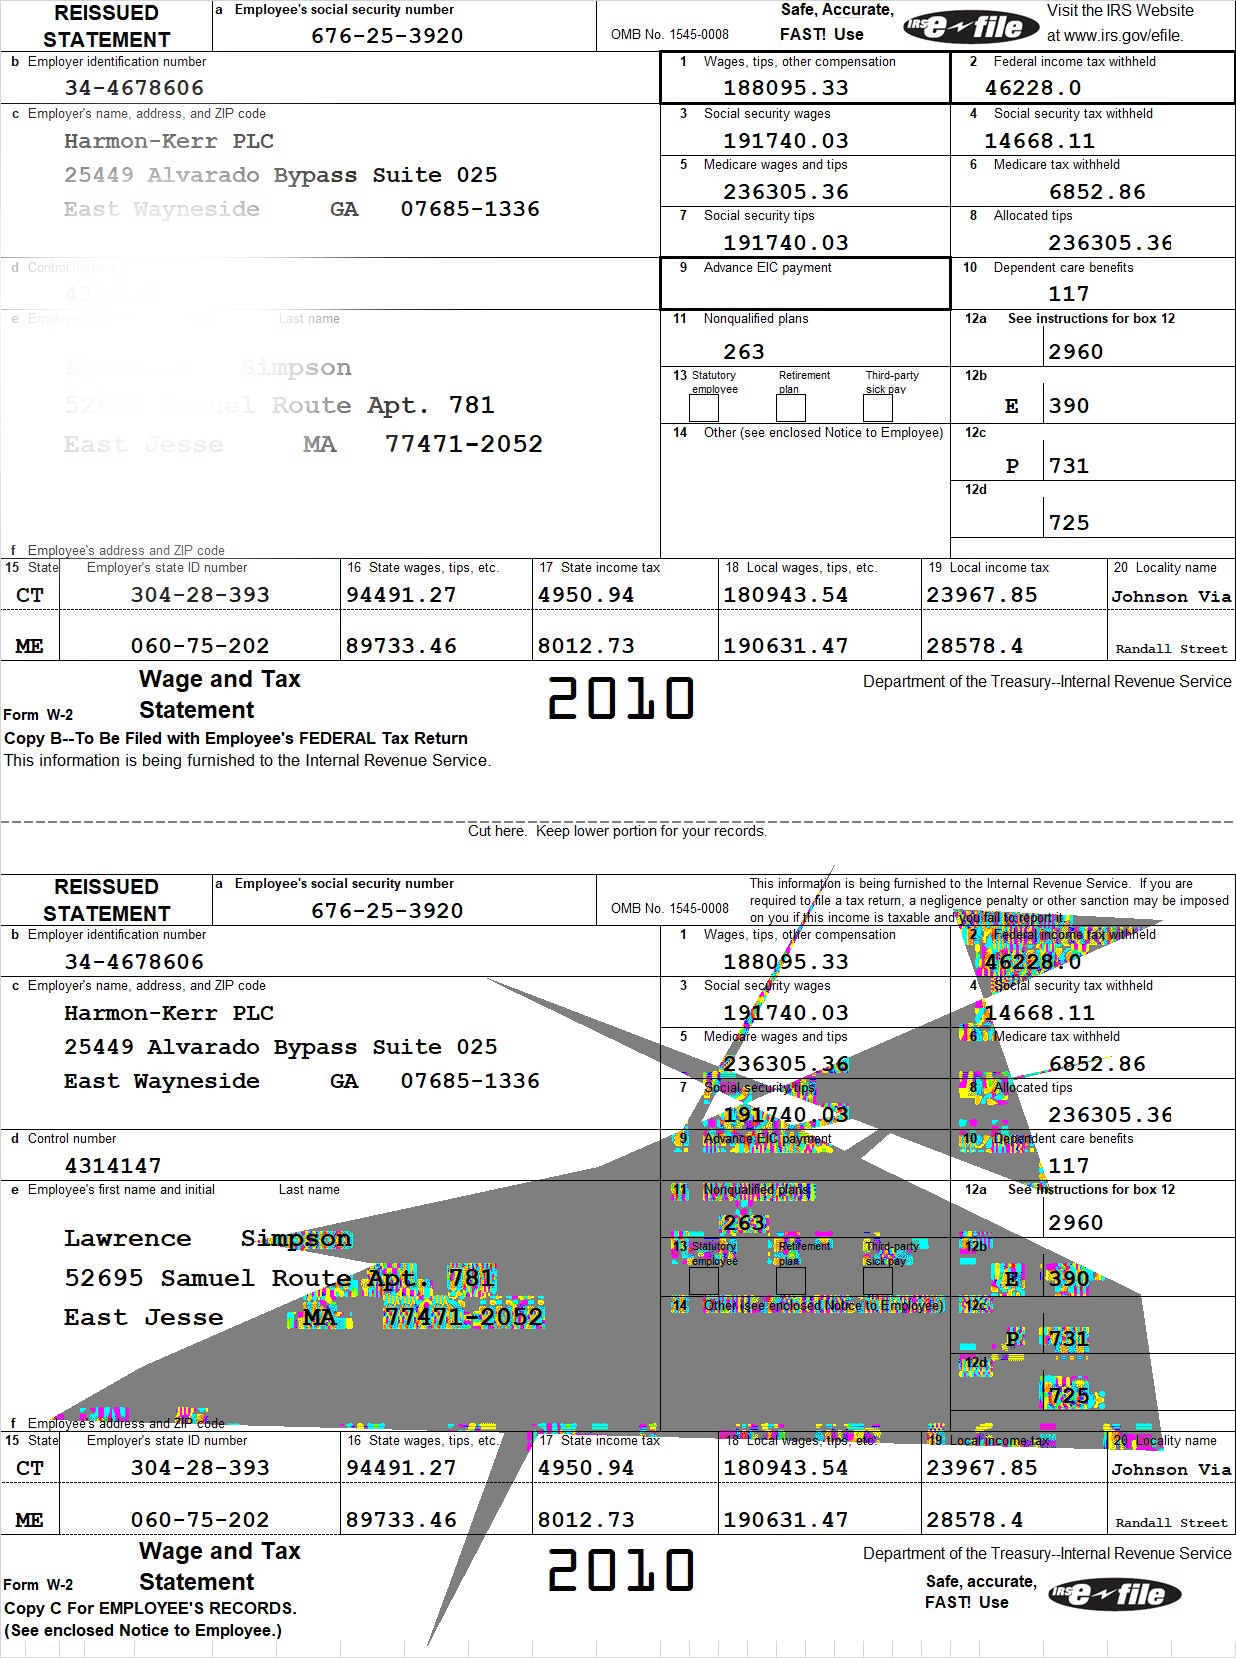 REISSUED STATEMENT
a Employee's social security number
676-25-3920
OMB No. 1545-0008
Safe, Accurate, FAST! Use
IRS e-file
Visit the IRS Website at www.irs.gov/efile.
b Employer identification number
34-4678606
1 Wages, tips, other compensation
188095.33
2 Federal income tax withheld
46228.0
c Employer's name, address, and ZIP code
Harmon-Kerr PLC
25449 Alvarado Bypass Suite 025
East Wayneside GA 07685-1336
3 Social security wages
191740.03
4 Social security tax withheld
14668.11
5 Medicare wages and tips
236305.36
6 Medicare tax withheld
6852.86
7 Social security tips
191740.03
8 Allocated tips
236305.36
d Control number
4314
9 Advance EIC payment
10 Dependent care benefits
117
e Last name
Simpson
52695 Samuel Route Apt. 781
East Jesse MA 77471-2052
f Employee's address and ZIP code
11 Nonqualified plans
263
12a See instructions for box 12
2960
13 Statutory employee Retirement plan Third-party sick pay
12b
E 390
14 Other (see enclosed Notice to Employee)
12c
P 731
12d
725
15 State Employer's state ID number 16 State wages, tips, etc. 17 State income tax 18 Local wages, tips, etc. 19 Local income tax 20 Locality name
CT 304-28-393 94491.27 4950.94 180943.54 23967.85 Johnson Via
ME 060-75-202 89733.46 8012.73 190631.47 28578.4 Randall Street
Form W-2 Wage and Tax Statement
2010
Department of the Treasury--Internal Revenue Service
Copy B--To Be Filed with Employee's FEDERAL Tax Return
This information is being furnished to the Internal Revenue Service.
Cut here. Keep lower portion for your records.
REISSUED STATEMENT
a Employee's social security number
676-25-3920
OMB No. 1545-0008
This information is being furnished to the Internal Revenue Service. If you are
required to file a tax return, a negligence penalty or other sanction may be imposed
on you if this income is taxable and you fail to report it.
b Employer identification number
34-4678606
1 Wages, tips, other compensation
188095.33
2 Federal income tax withheld
46228.0
c Employer's name, address, and ZIP code
Harmon-Kerr PLC
25449 Alvarado Bypass Suite 025
East Wayneside GA 07685-1336
3 Social security wages
191740.03
4 Social security tax withheld
14668.11
5 Medicare wages and tips
236305.36
6 Medicare tax withheld
6852.86
7 Social security tips
191740.03
8 Allocated tips
236305.36
d Control number
4314147
9 Advance EIC payment
10 Dependent care benefits
117
e Employee's first name and initial Last name
Lawrence Simpson
52695 Samuel Route Apt. 781
East Jesse MA 77471-2052
f Employee's address and ZIP code
11 Nonqualified plans
263
12a See instructions for box 12
2960
13 Statutory employee Retirement plan Third-party sick pay
12b
E 390
14 Other (see enclosed Notice to Employee)
12c
P 731
12d
725
15 State Employer's state ID number 16 State wages, tips, etc. 17 State income tax 18 Local wages, tips, etc. 19 Local income tax 20 Locality name
CT 304-28-393 94491.27 4950.94 180943.54 23967.85 Johnson Via
ME 060-75-202 89733.46 8012.73 190631.47 28578.4 Randall Street
Form W-2 Wage and Tax Statement
2010
Department of the Treasury--Internal Revenue Service
Safe, accurate, FAST! Use
IRS e-file
Copy C For EMPLOYEE'S RECORDS.
(See enclosed Notice to Employee.)